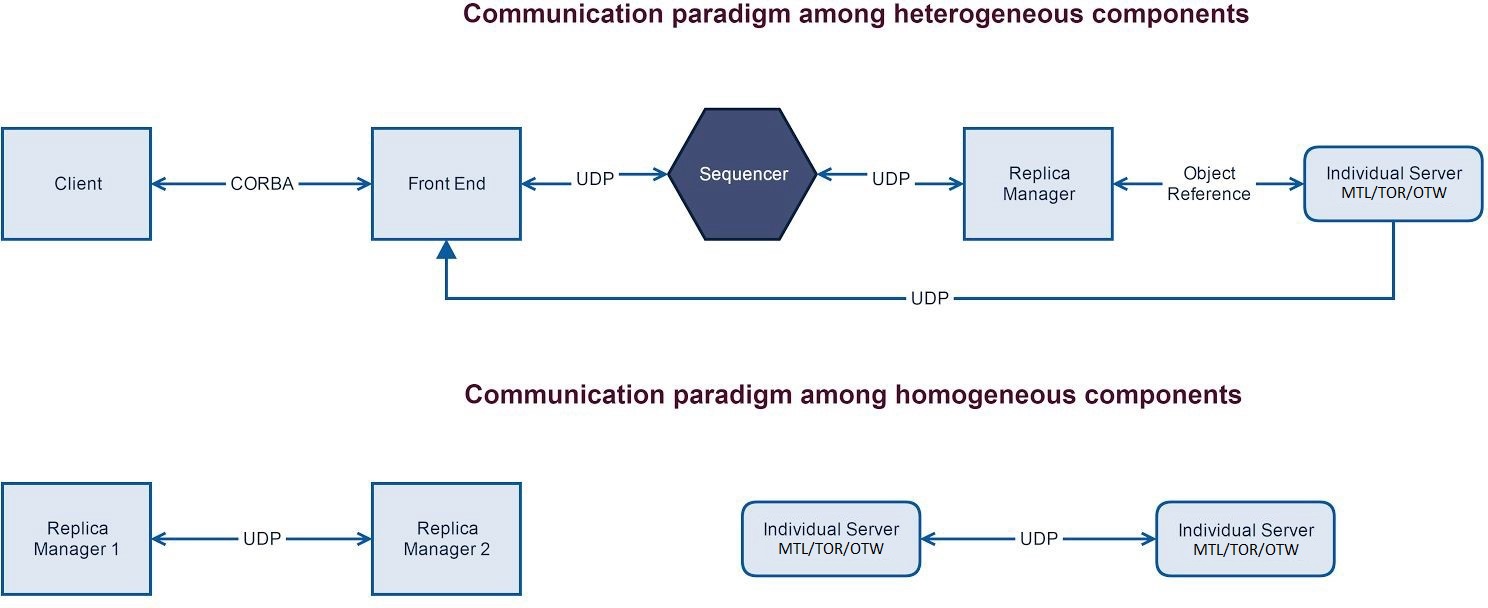 Communication paradigm among heterogeneous components
Client
CORBA
Front End
UDP
Sequencer
UDP
Replica
Manager
Object
Reference
Individual Server
MTL/TOR/OTW
UDP
Communication paradigm among homogeneous components
Replica
Manager 1
UDP
Replica
Manager 2
Individual Server
MTL/TOR/OTW
UDP
Individual Server
MTL/TOR/OTW